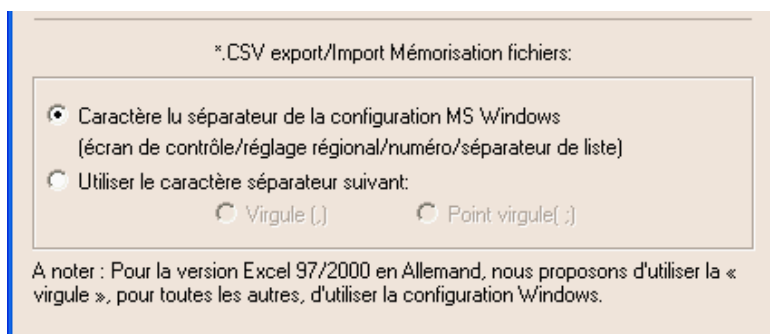 *.CSV export/Import Mémorisation fichiers:
Caractère lu séparateur de la configuration MS Windows
(écran de contrôle/réglage régional/numéro/séparateur de liste)
Utiliser le caractère séparateur suivant:
Virgule (,) Point virgule( ;)
A noter : Pour la version Excel 97/2000 en Allemand, nous proposons d'utiliser la «
virgule », pour toutes les autres, d'utiliser la configuration Windows.